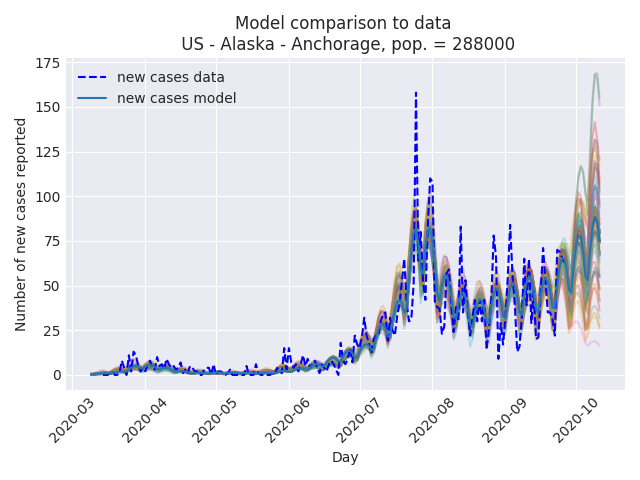 Model comparison to data
US - Alaska - Anchorage, pop. = 288000
175
150
125
100
75
50
25
0
Number of new cases reported
new cases data
new cases model
2020-03
2020-04
2020-05
2020-06
2020-07
2020-08
2020-09
2020-10
Day